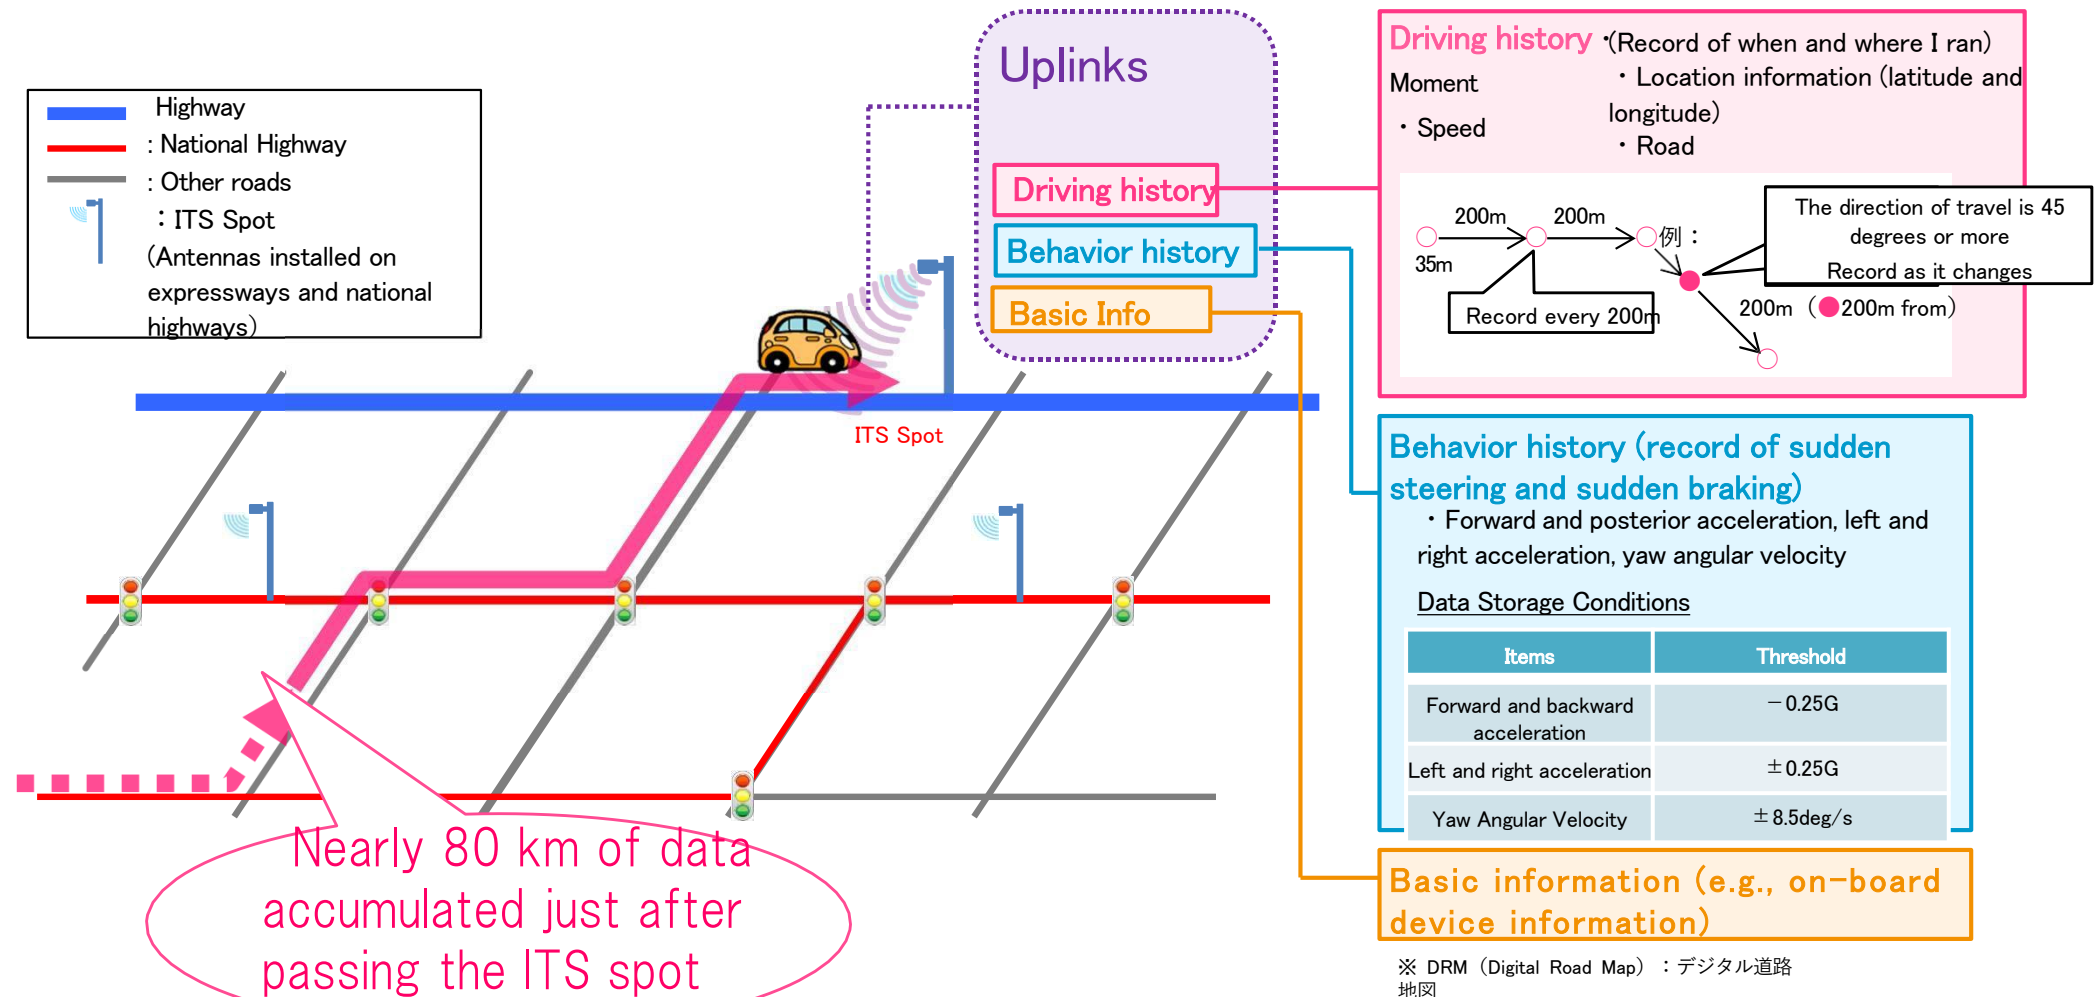 Highway
: National Highway
: Other roads
: ITS Spot
(Antennas installed on
expressways and national
highways)
Uplinks
Driving history
Behavior history
Basic Info
ITS Spot
Nearly 80 km of data
accumulated just after
passing the ITS spot
Driving history ・(Record of when and where I ran)
Moment
・Location information (latitude and
longitude)
・Speed
・Road
200m
200m
例：
35m
Record every 200m
The direction of travel is 45
degrees or more
Record as it changes
200m (●200m from)
Behavior history (record of sudden
steering and sudden braking)
・Forward and posterior acceleration, left and
right acceleration, yaw angular velocity
Data Storage Conditions
Items Threshold
Forward and backward
acceleration
－0.25G
Left and right acceleration ±0.25G
Yaw Angular Velocity ±8.5deg/s
Basic information (e.g., on-board
device information)
※ DRM (Digital Road Map) ：デジタル道路
地図